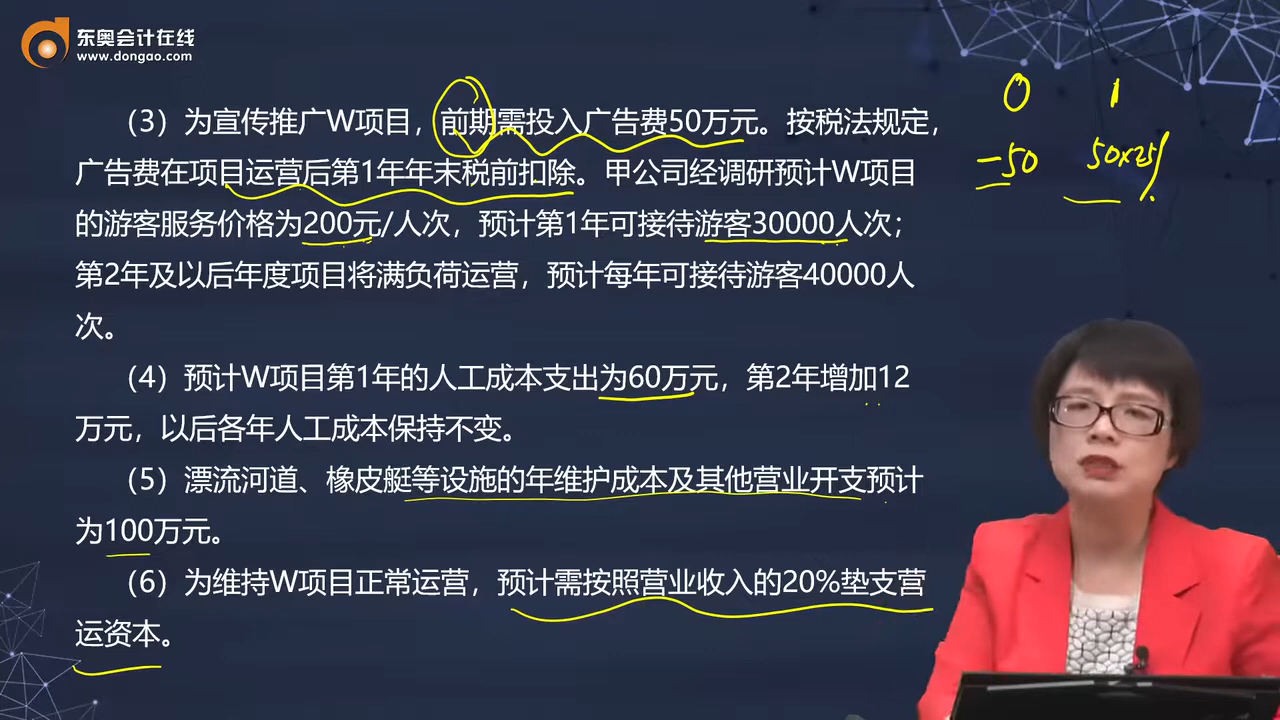 东奥会计在线
www.dongao.com
0 1
-50 50×25%
（3）为宣传推广W项目，前期需投入广告费50万元。按税法规定，
广告费在项目运营后第1年年末税前扣除。甲公司经调研预计W项目
的游客服务价格为200元/人次，预计第1年可接待游客30000人次；
第2年及以后年度项目将满负荷运营，预计每年可接待游客40000人
次。
（4）预计W项目第1年的人工成本支出为60万元，第2年增加12
万元，以后各年人工成本保持不变。
（5）漂流河道、橡皮艇等设施的年维护成本及其他营业开支预计
为100万元。
（6）为维持W项目正常运营，预计需按照营业收入的20%垫支营
运资本。